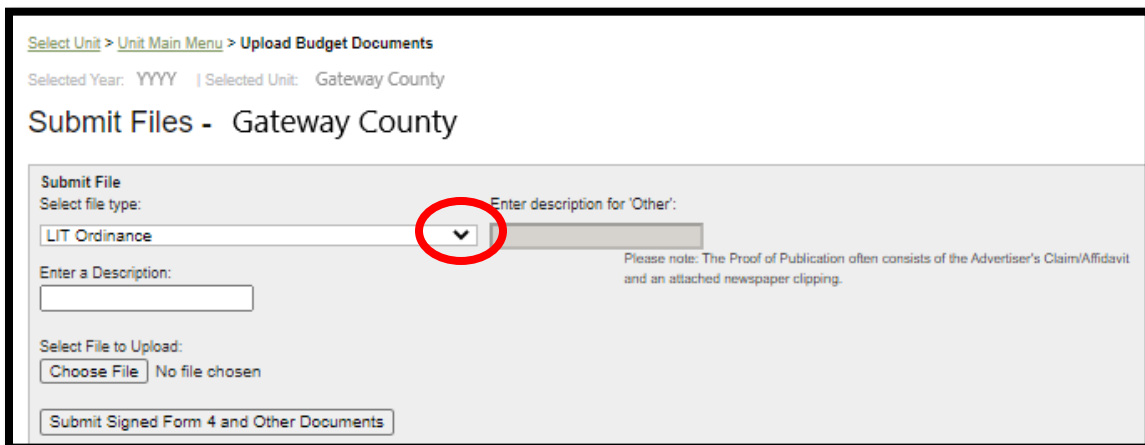 Select Unit > Unit Main Menu > Upload Budget Documents
Selected Year: YYYY | Selected Unit: Gateway County
Submit Files - Gateway County
Submit File
Select file type:
Enter description for 'Other':
LIT Ordinance
Please note: The Proof of Publication often consists of the Advertiser's Claim/Affidavit
and an attached newspaper clipping.
Enter a Description:
Select File to Upload:
Choose File No file chosen
Submit Signed Form 4 and Other Documents